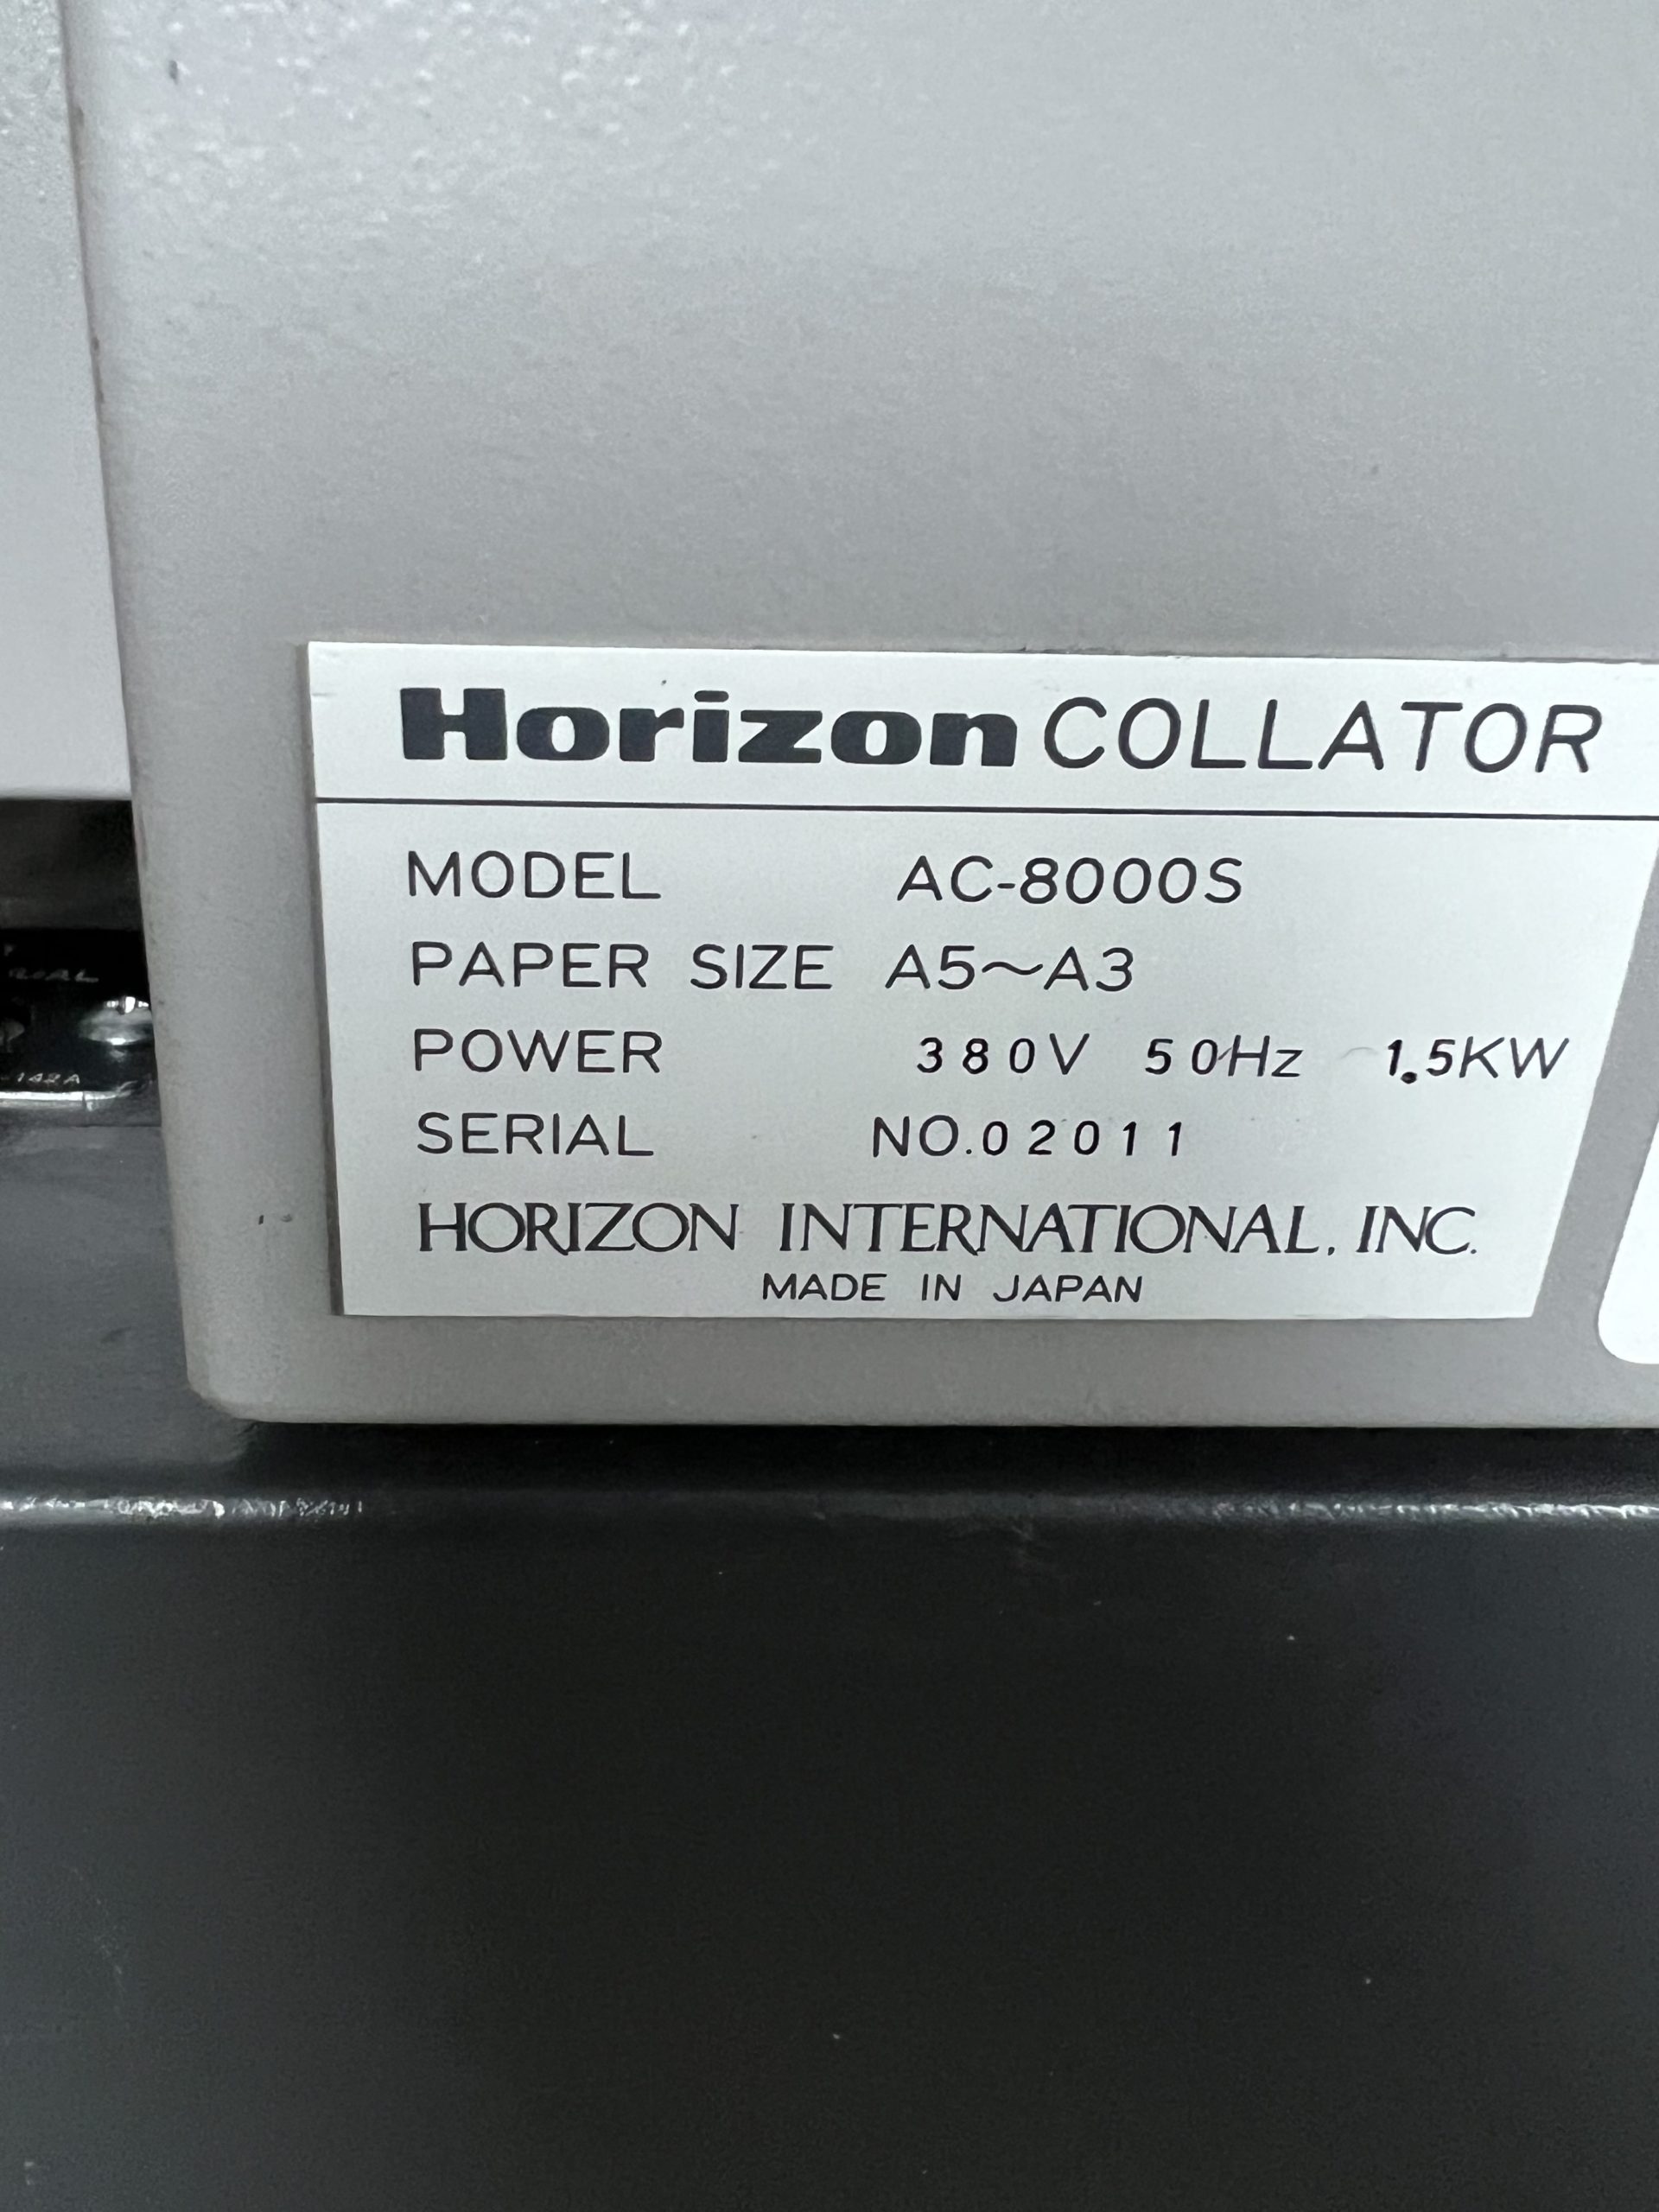 Horizon COLLATOR
MODEL AC-8000S
PAPER SIZE A5～A3
POWER 380V 50Hz 1.5KW
SERIAL NO.02011
HORIZON INTERNATIONAL, INC.
MADE IN JAPAN